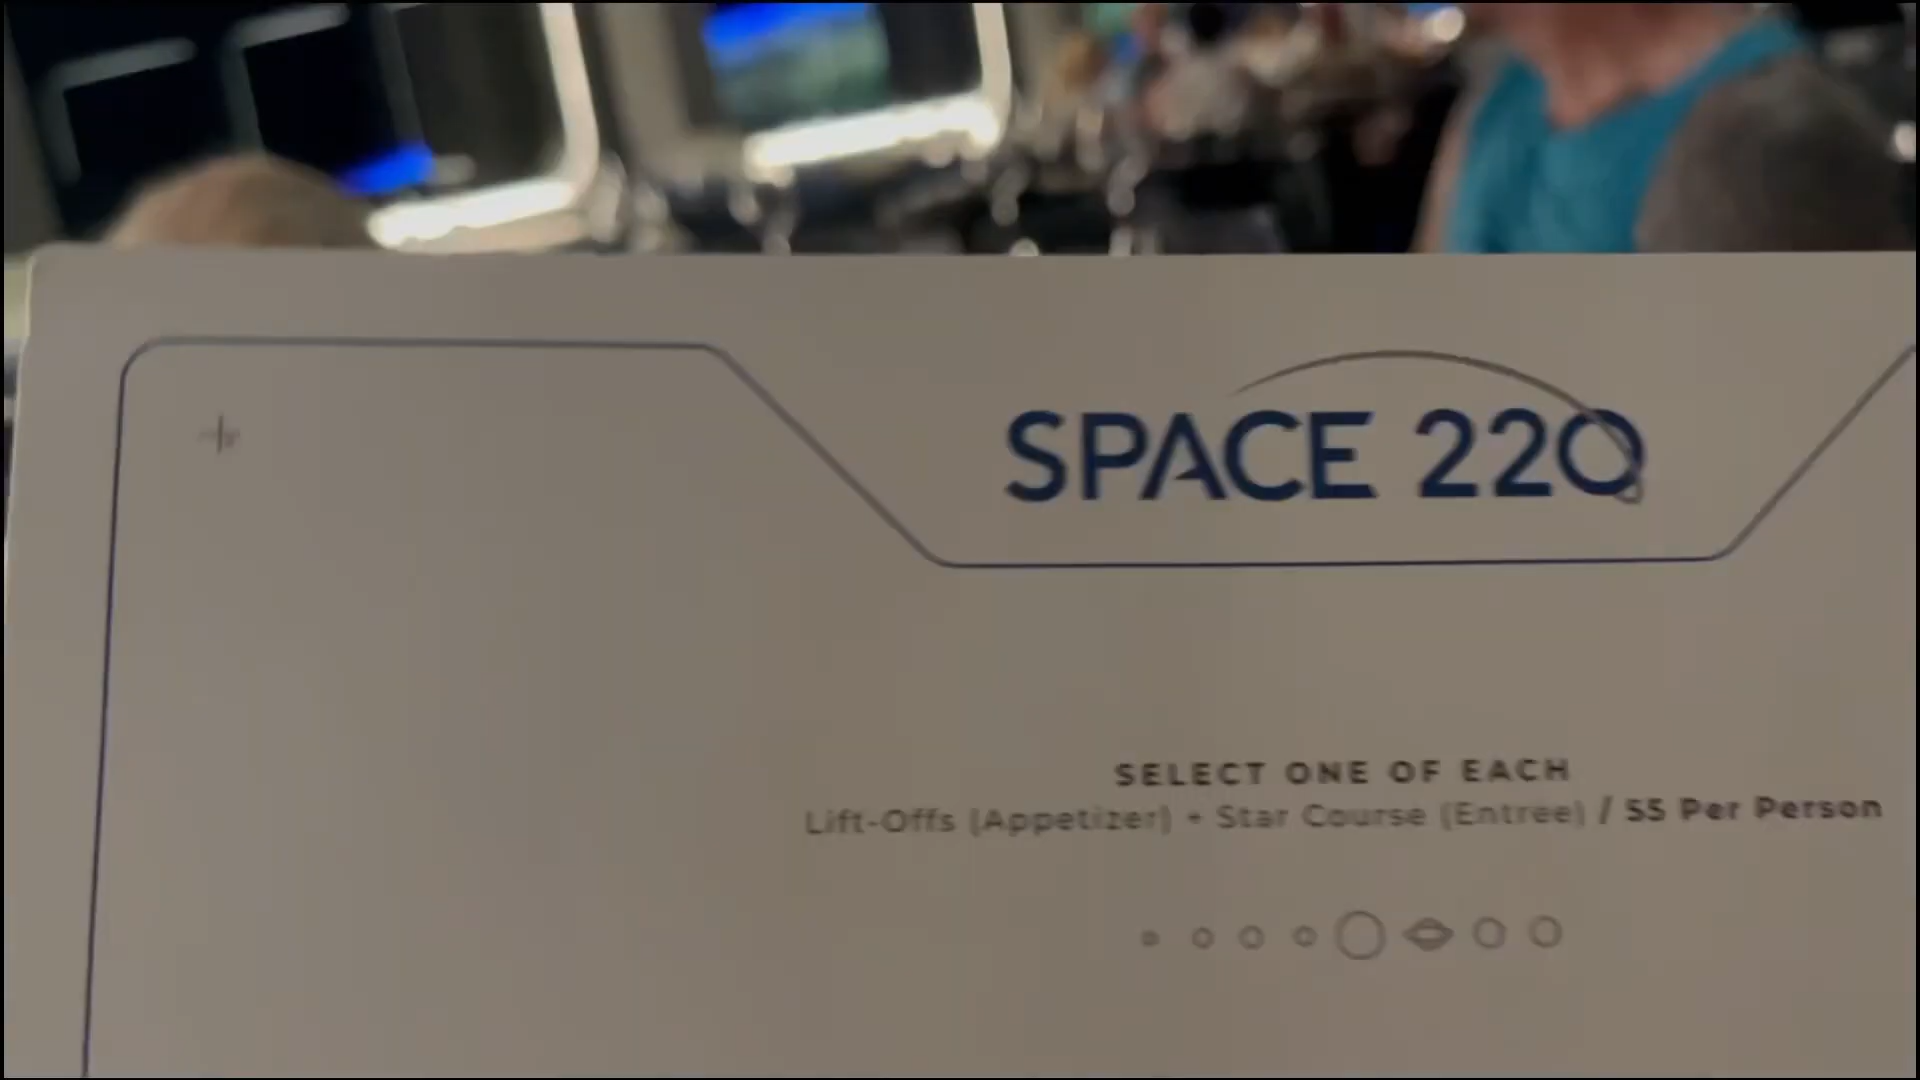 SPACE 220
SELECT ONE OF EACH
Lift-Offs (Appetizer) + Star Course (Entree) / 55 Per Person